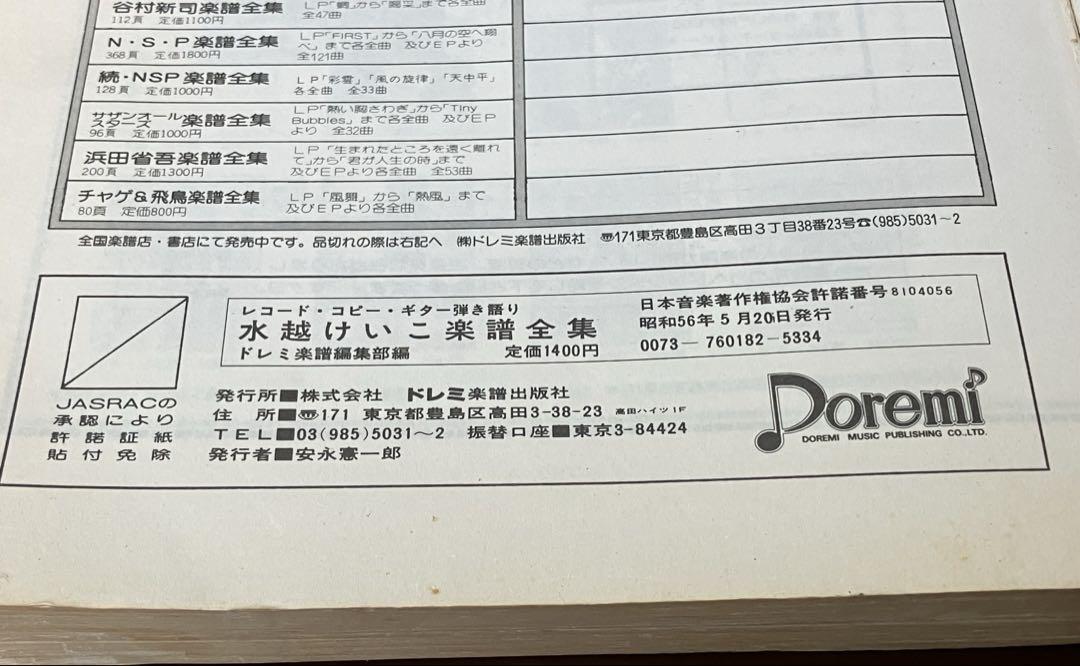 谷村新司楽譜全集
112頁 定価1100円
LP「鶴」から「喝采」まで各全曲
全47曲
N・S・P楽譜全集
368頁 定価1800円
LP「FIRST」から「八月の空へ翔
べ」まで各全曲 及びEPより
全121曲
続・NSP楽譜全集
128頁 定価1000円
LP「彩雲」「風の旋律」「天中平」
各全曲 全33曲
サザンオール
スターズ 楽譜全集
96頁 定価1000円
LP「熱い胸さわぎ」から「Tiny
Bubbles」まで各全曲 及びEP
より 全32曲
浜田省吾楽譜全集
200頁 定価1300円
LP「生まれたところを遠く離れ
て」から「君が人生の時」まで
及びEPより各全曲 全53曲
チャゲ&飛鳥楽譜全集
80頁 定価800円
LP「風舞」から「熱風」まで
及びEPより各全曲
全国楽譜店・書店にて発売中です。品切れの際は右記へ ㈱ドレミ楽譜出版社 〠171東京都豊島区高田3丁目38番23号☎(985)5031~2
JASRACの
承認により
許諾証紙
貼付免除
レコード・コピー・ギター弾き語り
水越けいこ楽譜全集
ドレミ楽譜編集部編 定価1400円
日本音楽著作権協会許諾番号8104056
昭和56年5月20日発行
0073-760182-5334
発行所■株式会社 ドレミ楽譜出版社
住 所■〠171 東京都豊島区高田3-38-23 高田ハイツ1F
TEL■03(985)5031~2 振替口座■東京3-84424
発行者■安永憲一郎
Doremi
DOREMI MUSIC PUBLISHING CO.,LTD.